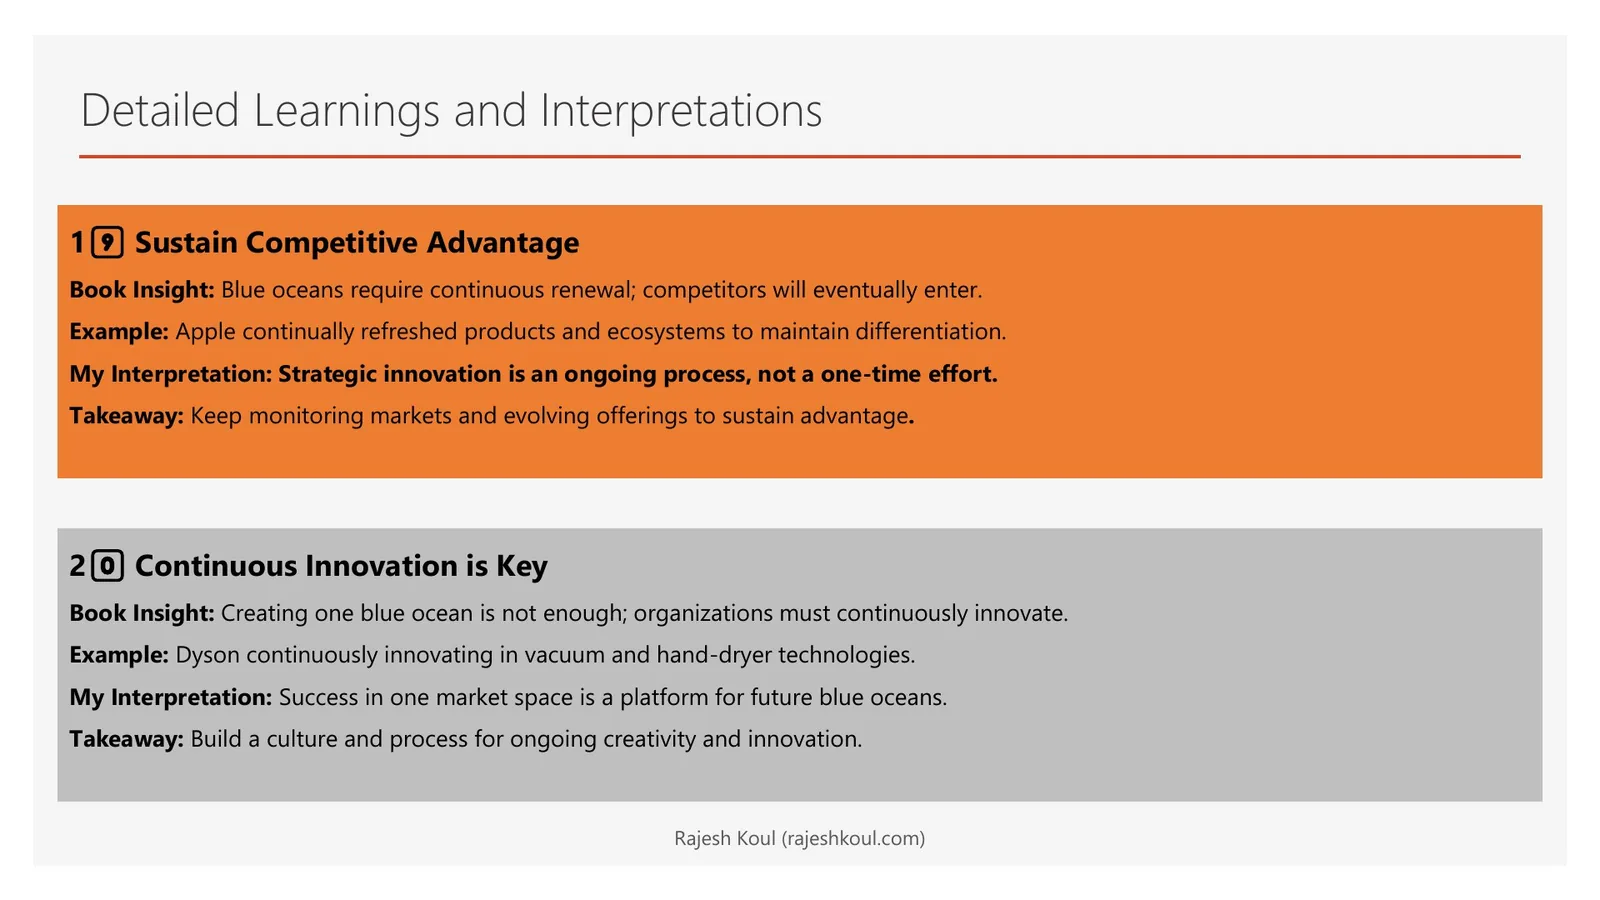 Detailed Learnings and Interpretations
19️⃣ Sustain Competitive Advantage
Book Insight: Blue oceans require continuous renewal; competitors will eventually enter.
Example: Apple continually refreshed products and ecosystems to maintain differentiation.
My Interpretation: Strategic innovation is an ongoing process, not a one-time effort.
Takeaway: Keep monitoring markets and evolving offerings to sustain advantage.
20️⃣ Continuous Innovation is Key
Book Insight: Creating one blue ocean is not enough; organizations must continuously innovate.
Example: Dyson continuously innovating in vacuum and hand-dryer technologies.
My Interpretation: Success in one market space is a platform for future blue oceans.
Takeaway: Build a culture and process for ongoing creativity and innovation.
Rajesh Koul (rajeshkoul.com)